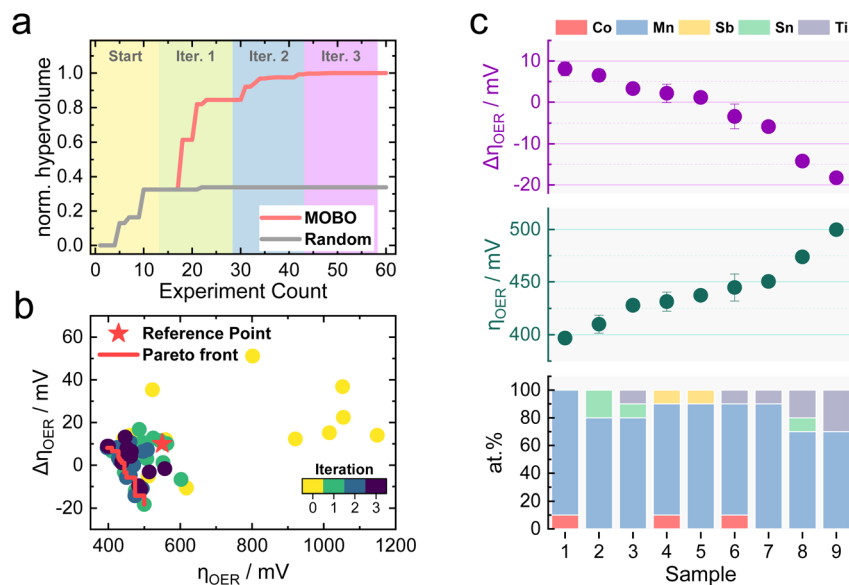 a
Start Iter. 1 Iter. 2 Iter. 3
norm. hypervolume
1.0
0.8
0.6
0.4
0.2
0.0
MOBO
Random
0 10 20 30 40 50 60
Experiment Count
b
Reference Point
Pareto front
Δη_OER / mV
60
40
20
0
-20
Iteration
0 1 2 3
400 600 800 1000 1200
η_OER / mV
c
Co Mn Sb Sn Ti
Δη_OER / mV
10
0
-10
-20
η_OER / mV
500
450
400
at.%
100
80
60
40
20
0
1 2 3 4 5 6 7 8 9
Sample